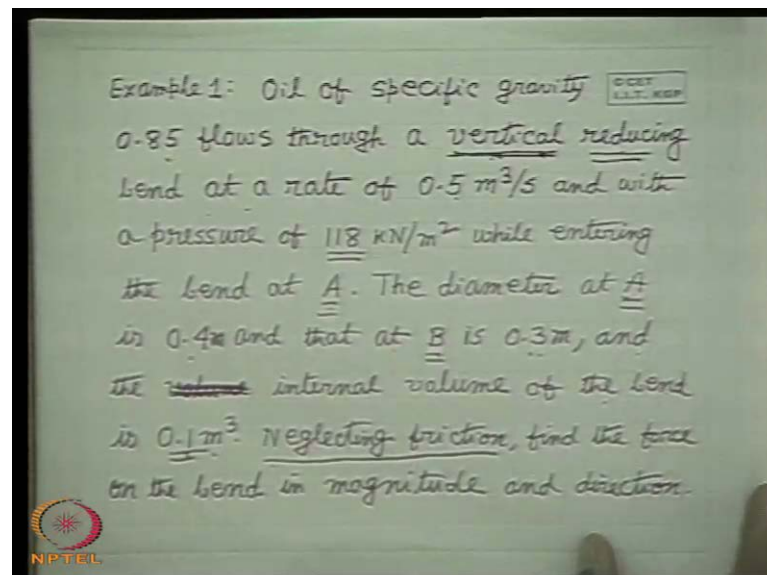 Example 1: Oil of specific gravity
C CET
I.I.T. KGP
0.85 flows through a vertical reducing
bend at a rate of 0.5 m³/s and with
a pressure of 118 KN/m² while entering
the bend at A. The diameter at A
is 0.4m and that at B is 0.3m, and
the internal volume of the bend
is 0.1m³. Neglecting friction, find the force
on the bend in magnitude and direction.
NPTEL